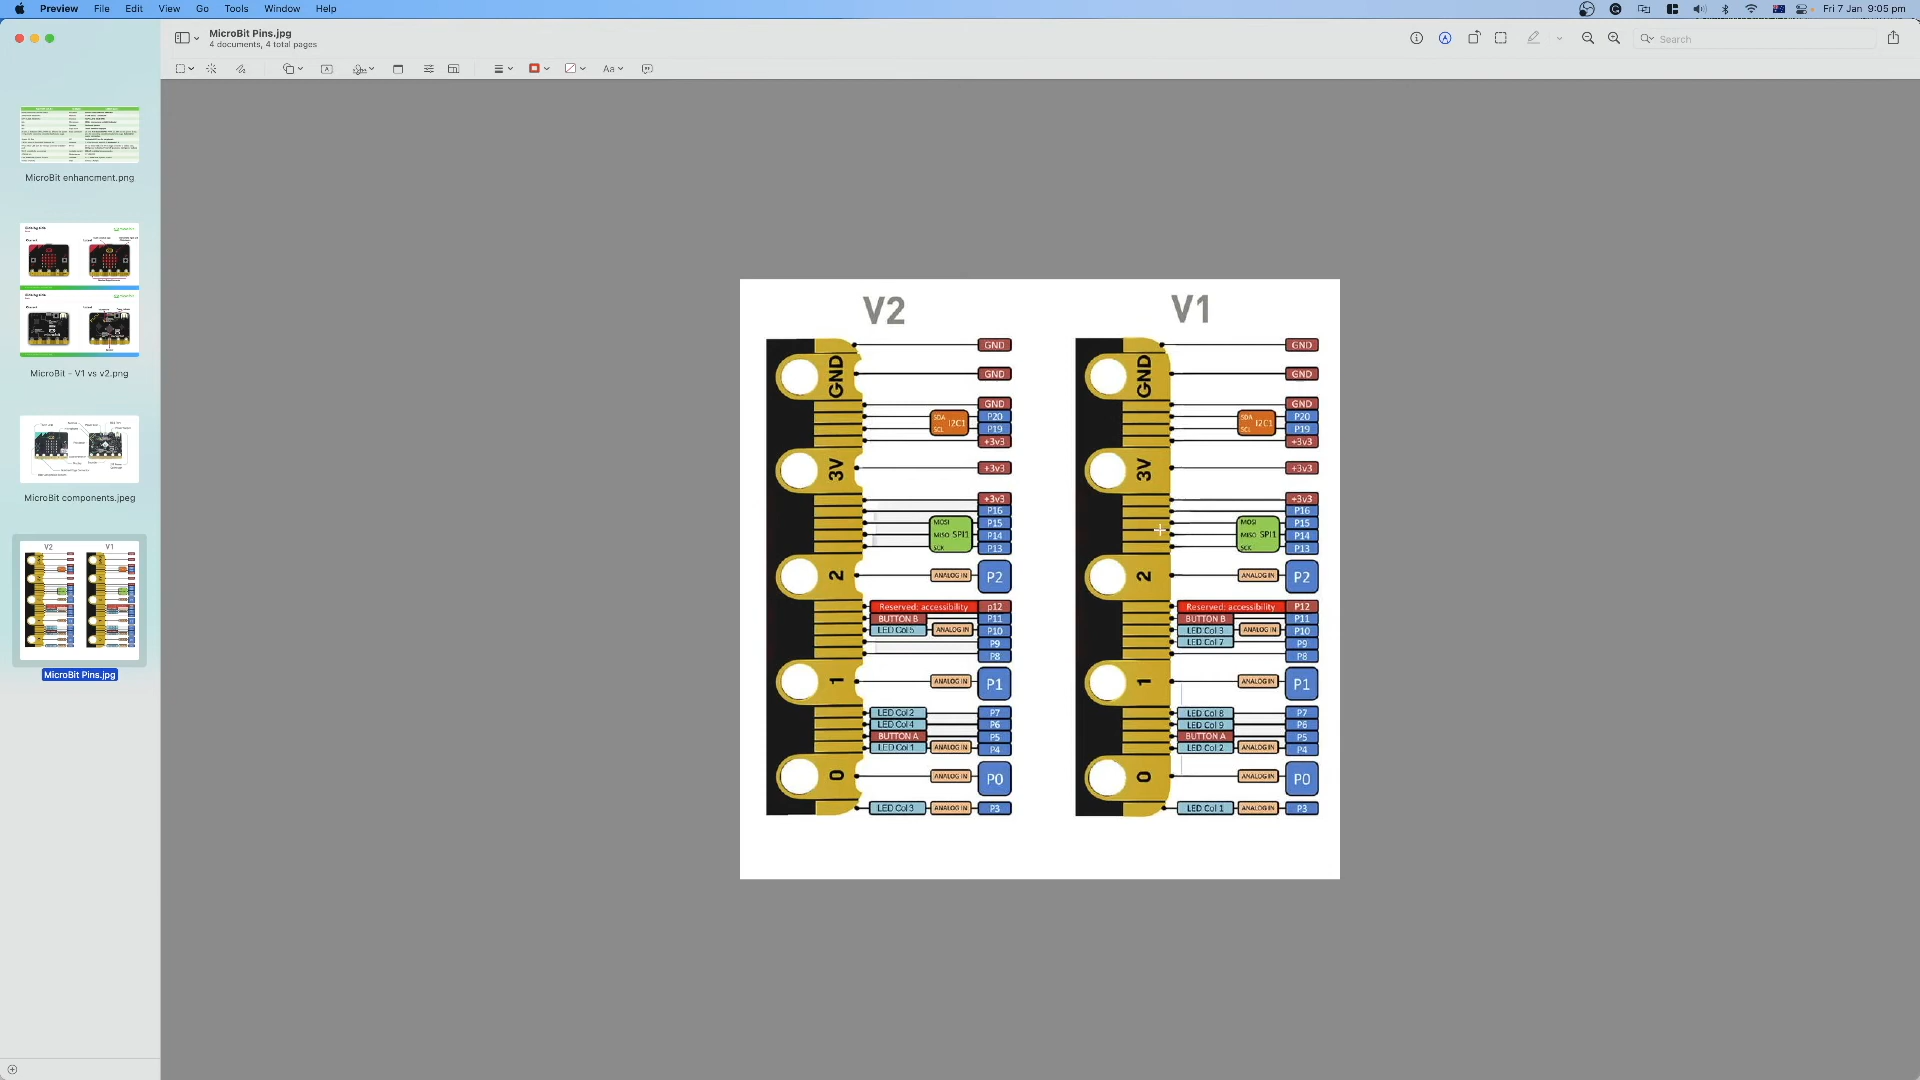 Preview File Edit View Go Tools Window Help
Fri 7 Jan 9:05 pm
MicroBit Pins.jpg
4 documents, 4 total pages
Search
Aa
MicroBit enhancment.png
MicroBit - V1 vs v2.png
MicroBit components.jpeg
V2 V1
MicroBit Pins.jpg
V2
GND
GND
GND
GND
SDA
SCL
I2C1
P20
P19
+3v3
3V
+3v3
+3v3
P16
MOSI
MISO SPI1
SCK
P15
P14
P13
2
ANALOG IN P2
Reserved: accessibility p12
BUTTON B P11
LED Col 5 ANALOG IN P10
P9
P8
1
ANALOG IN P1
LED Col 2 P7
LED Col 4 P6
BUTTON A P5
LED Col 1 ANALOG IN P4
0
ANALOG IN P0
LED Col 3 ANALOG IN P3
V1
GND
GND
GND
GND
SDA
SCL
I2C1
P20
P19
+3v3
3V
+3v3
+3v3
P16
MOSI
MISO SPI1
SCK
P15
P14
P13
2
ANALOG IN P2
Reserved: accessibility P12
BUTTON B P11
LED Col 3 ANALOG IN P10
LED Col 7 P9
P8
1
ANALOG IN P1
LED Col 8 P7
LED Col 9 P6
BUTTON A P5
LED Col 2 ANALOG IN P4
0
ANALOG IN P0
LED Col 1 ANALOG IN P3